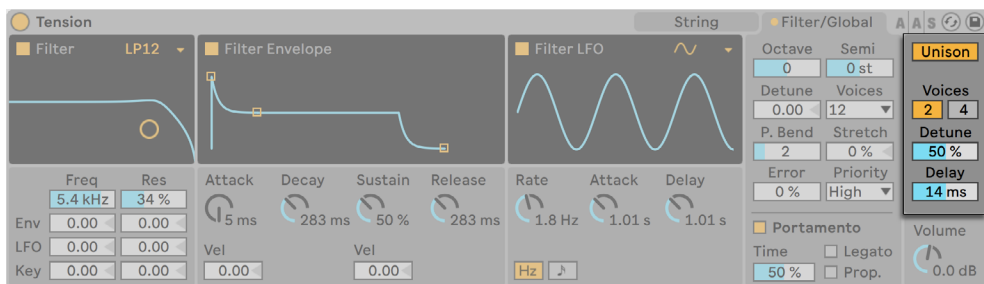 Tension
String
Filter/Global
A A S
Filter LP12
Filter Envelope
Filter LFO
Octave Semi
0 0 st
Detune Voices
0.00 12
P. Bend Stretch
2 0 %
Error Priority
0 % High
Portamento
Time
50 %
Legato
Prop.
Unison
Voices
2 4
Detune
50 %
Delay
14 ms
Volume
0.0 dB
Freq Res
5.4 kHz 34 %
Env 0.00 0.00
LFO 0.00 0.00
Key 0.00 0.00
Attack Decay Sustain Release
5 ms 283 ms 50 % 283 ms
Vel Vel
0.00 0.00
Rate Attack Delay
1.8 Hz 1.01 s 1.01 s
Hz ♪